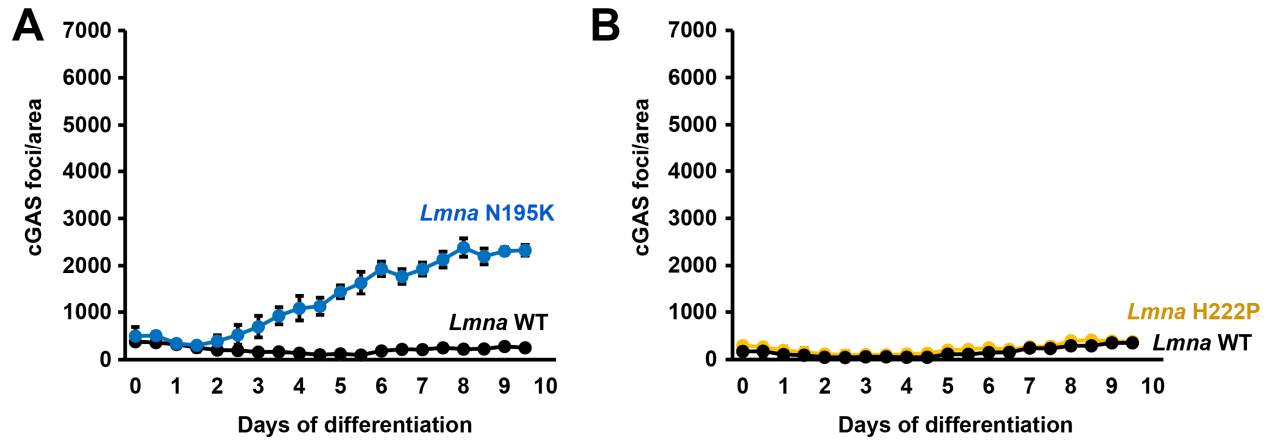 A
7000
6000
5000
4000
3000
2000
1000
0
cGAS foci/area
Lmna N195K
Lmna WT
0 1 2 3 4 5 6 7 8 9 10
Days of differentiation
B
7000
6000
5000
4000
3000
2000
1000
0
cGAS foci/area
Lmna H222P
Lmna WT
0 1 2 3 4 5 6 7 8 9 10
Days of differentiation